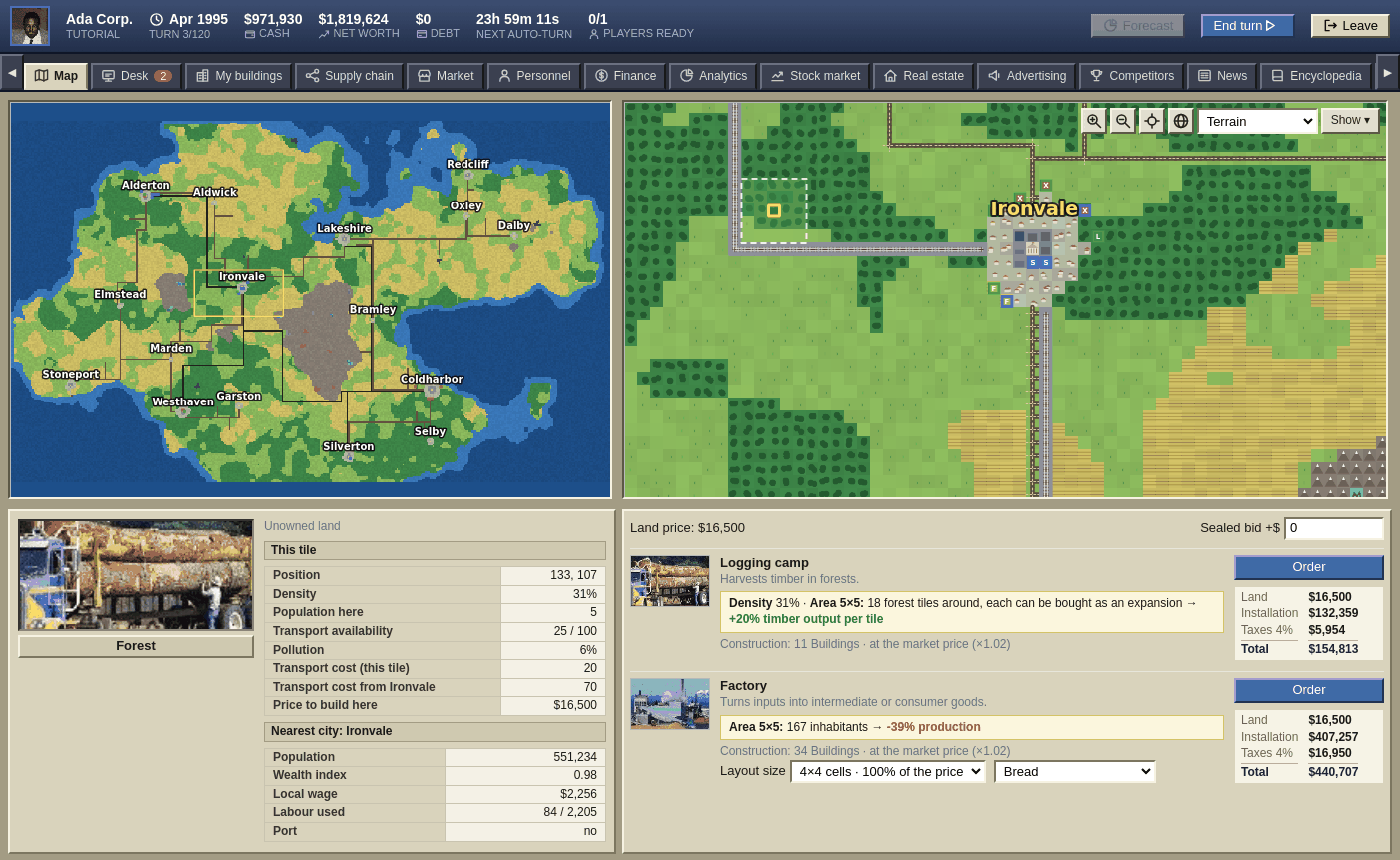 Ada Corp.
TUTORIAL
Apr 1995
TURN 3/120
$971,930
CASH
$1,819,624
NET WORTH
$0
DEBT
23h 59m 11s
NEXT AUTO-TURN
0/1
PLAYERS READY
Forecast
End turn
Leave
Map
Desk 2
My buildings
Supply chain
Market
Personnel
Finance
Analytics
Stock market
Real estate
Advertising
Competitors
News
Encyclopedia
Redcliff
Alderton
Aldwick
Oxley
Dalby
Lakeshire
Ironvale
Elmstead
Bramley
Marden
Stoneport
Coldharbor
Westhaven
Garston
Selby
Silverton
Terrain
Show ▾
X
X
Ironvale
X
L
S S
F
F
Forest
Unowned land
This tile
Position 133, 107
Density 31%
Population here 5
Transport availability 25 / 100
Pollution 6%
Transport cost (this tile) 20
Transport cost from Ironvale 70
Price to build here $16,500
Nearest city: Ironvale
Population 551,234
Wealth index 0.98
Local wage $2,256
Labour used 84 / 2,205
Port no
Land price: $16,500
Sealed bid +$ 0
Logging camp
Harvests timber in forests.
Density 31% · Area 5×5: 18 forest tiles around, each can be bought as an expansion →
+20% timber output per tile
Construction: 11 Buildings · at the market price (×1.02)
Order
Land $16,500
Installation $132,359
Taxes 4% $5,954
Total $154,813
Factory
Turns inputs into intermediate or consumer goods.
Area 5×5: 167 inhabitants → -39% production
Construction: 34 Buildings · at the market price (×1.02)
Layout size 4×4 cells · 100% of the price Bread
Order
Land $16,500
Installation $407,257
Taxes 4% $16,950
Total $440,707